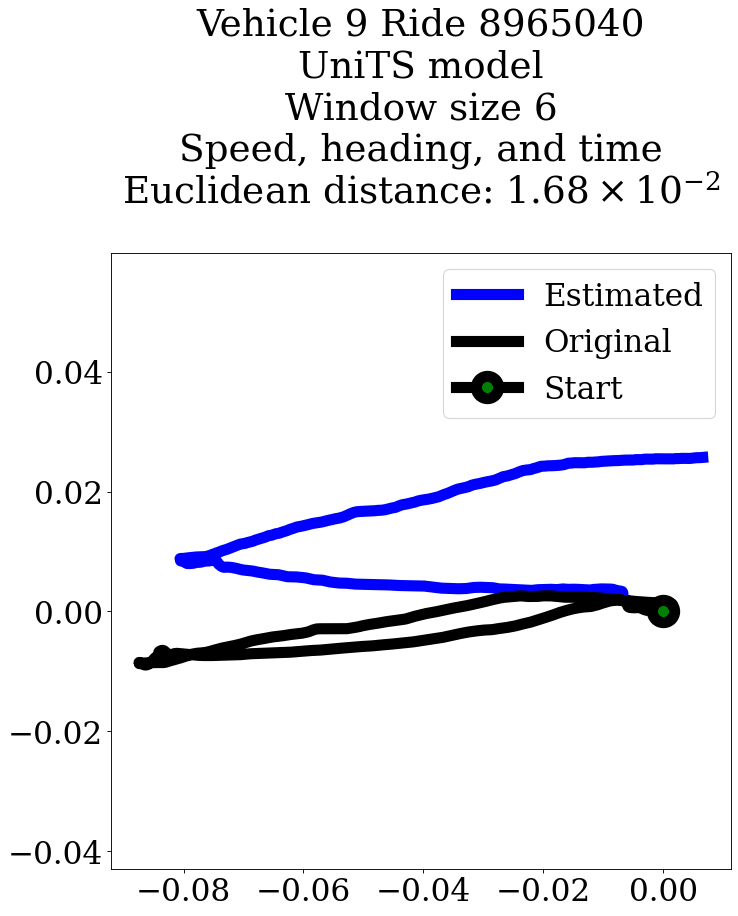 Vehicle 9 Ride 8965040
UniTS model
Window size 6
Speed, heading, and time
Euclidean distance: 1.68 × 10⁻²
Estimated
Original
Start
0.04
0.02
0.00
−0.02
−0.04
−0.08 −0.06 −0.04 −0.02 0.00